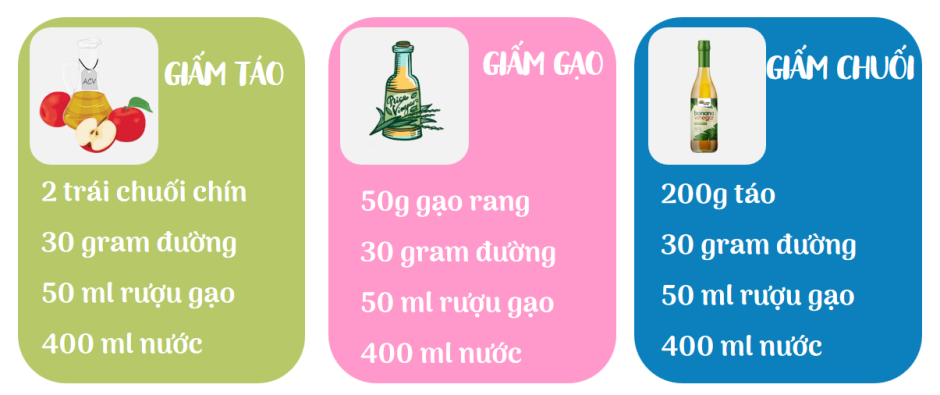 GIẤM TÁO
ACV
2 trái chuối chín
30 gram đường
50 ml rượu gạo
400 ml nước
GIẤM GẠO
Rice
Vinegar
50g gạo rang
30 gram đường
50 ml rượu gạo
400 ml nước
GIẤM CHUỐI
banana
vinegar
200g táo
30 gram đường
50 ml rượu gạo
400 ml nước